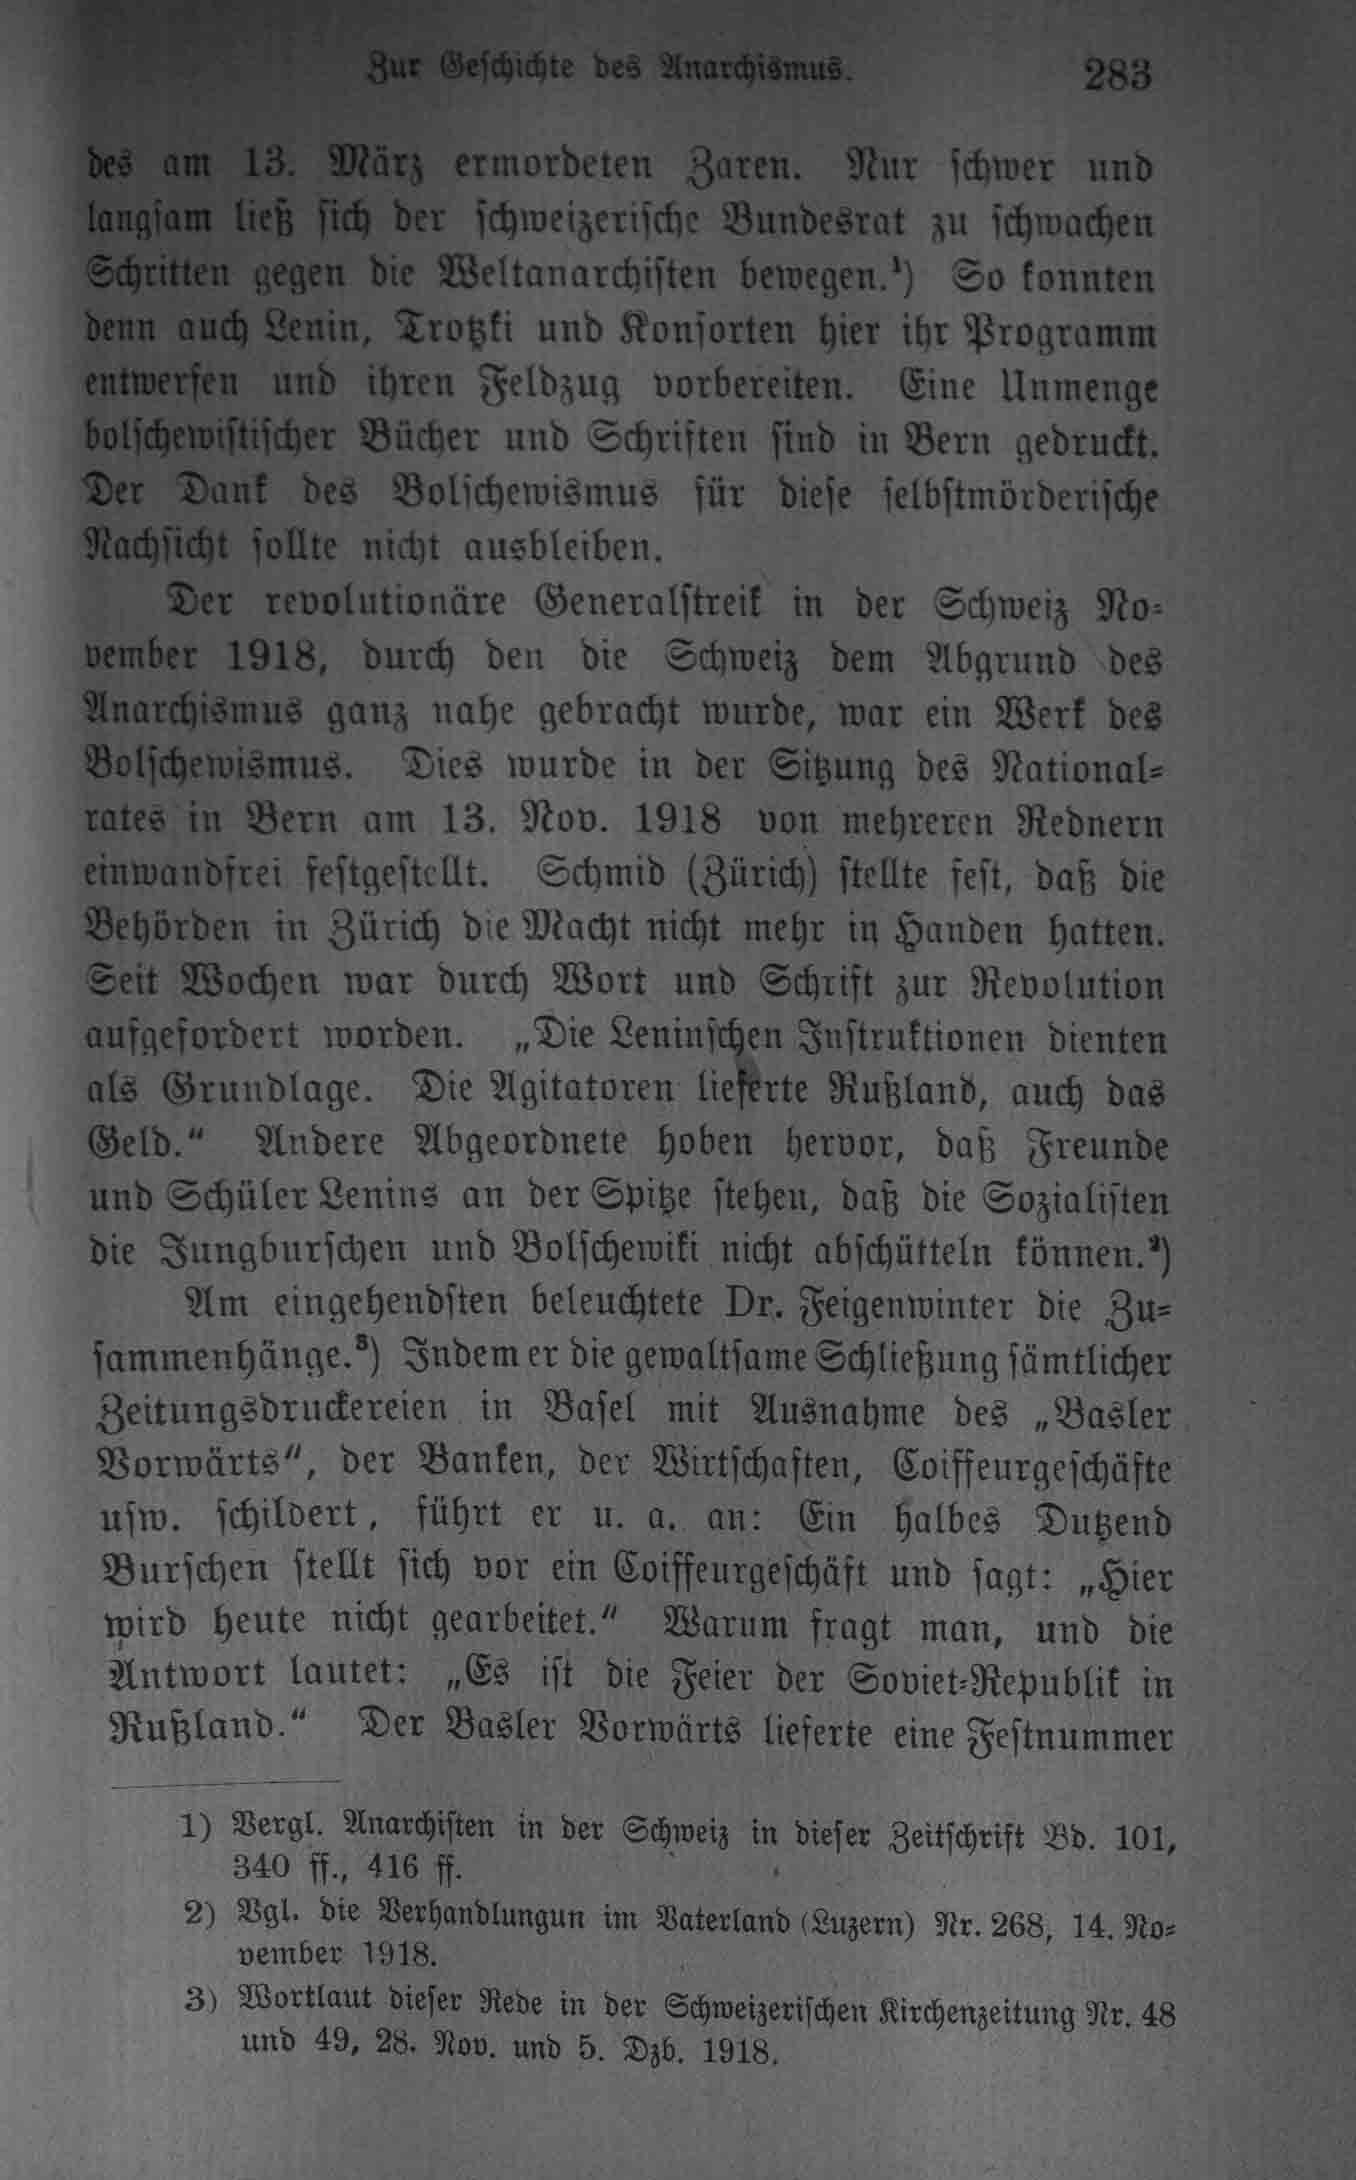 Zur Geschichte des Anarchismus. 283
des am 13. März ermordeten Zaren. Nur schwer und
langsam ließ sich der schweizerische Bundesrat zu schwachen
Schritten gegen die Weltanarchisten bewegen.¹) So konnten
denn auch Lenin, Trotzki und Konsorten hier ihr Programm
entwerfen und ihren Feldzug vorbereiten. Eine Unmenge
bolschewistischer Bücher und Schriften sind in Bern gedruckt.
Der Dank des Bolschewismus für diese selbstmörderische
Nachsicht sollte nicht ausbleiben.
Der revolutionäre Generalstreik in der Schweiz No-
vember 1918, durch den die Schweiz dem Abgrund des
Anarchismus ganz nahe gebracht wurde, war ein Werk des
Bolschewismus. Dies wurde in der Sitzung des National-
rates in Bern am 13. Nov. 1918 von mehreren Rednern
einwandfrei festgestellt. Schmid (Zürich) stellte fest, daß die
Behörden in Zürich die Macht nicht mehr in Handen hatten.
Seit Wochen war durch Wort und Schrift zur Revolution
aufgefordert worden. „Die Leninschen Instruktionen dienten
als Grundlage. Die Agitatoren lieferte Rußland, auch das
Geld.“ Andere Abgeordnete hoben hervor, daß Freunde
und Schüler Lenins an der Spitze stehen, daß die Sozialisten
die Jungburschen und Bolschewiki nicht abschütteln können.²)
Am eingehendsten beleuchtete Dr. Feigenwinter die Zu-
sammenhänge.³) Indem er die gewaltsame Schließung sämtlicher
Zeitungsdruckereien in Basel mit Ausnahme des „Basler
Vorwärts“, der Banken, der Wirtschaften, Coiffeurgeschäfte
usw. schildert, führt er u. a. an: Ein halbes Dutzend
Burschen stellt sich vor ein Coiffeurgeschäft und sagt: „Hier
wird heute nicht gearbeitet.“ Warum fragt man, und die
Antwort lautet: „Es ist die Feier der Soviet-Republik in
Rußland.“ Der Basler Vorwärts lieferte eine Festnummer
1) Vergl. Anarchisten in der Schweiz in dieser Zeitschrift Bd. 101,
340 ff., 416 ff.
2) Vgl. die Verhandlungun im Vaterland (Luzern) Nr. 268, 14. No-
vember 1918.
3) Wortlaut dieser Rede in der Schweizerischen Kirchenzeitung Nr. 48
und 49, 28. Nov. und 5. Dzb. 1918.